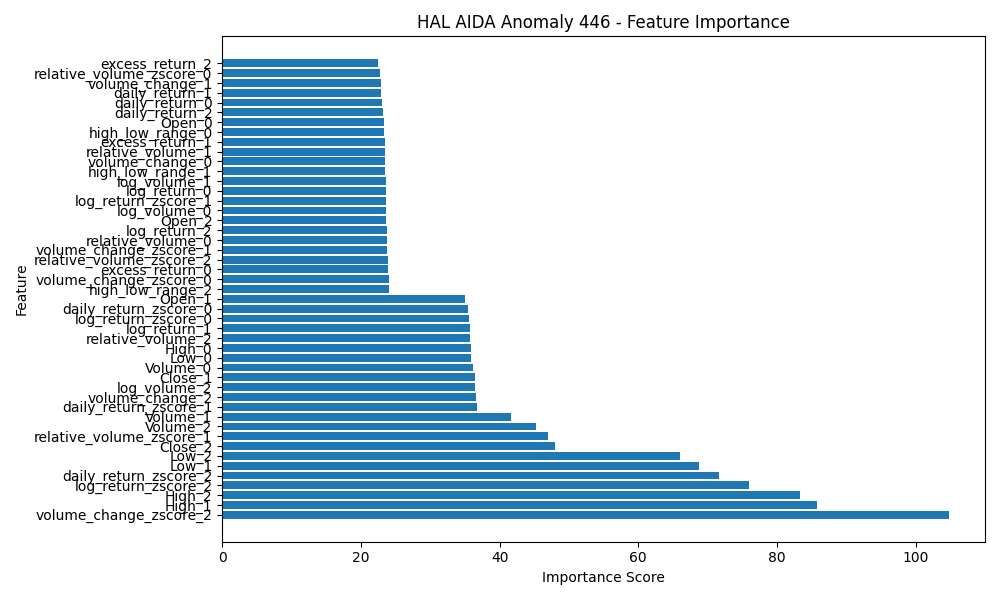 HAL AIDA Anomaly 446 - Feature Importance
excess_return_2
relative_volume_zscore_0
volume_change_1
daily_return_1
daily_return_0
daily_return_2
Open_0
high_low_range_0
excess_return_1
relative_volume_1
volume_change_0
high_low_range_1
log_volume_1
log_return_0
log_return_zscore_1
log_volume_0
Open_2
log_return_2
relative_volume_0
volume_change_zscore_1
relative_volume_zscore_2
excess_return_0
volume_change_zscore_0
high_low_range_2
Open_1
daily_return_zscore_0
log_return_zscore_0
log_return_1
relative_volume_2
High_0
Low_0
Volume_0
Close_1
log_volume_2
volume_change_2
daily_return_zscore_1
Volume_1
Volume_2
relative_volume_zscore_1
Close_2
Low_2
Low_1
daily_return_zscore_2
log_return_zscore_2
High_2
High_1
volume_change_zscore_2
Feature
0 20 40 60 80 100
Importance Score